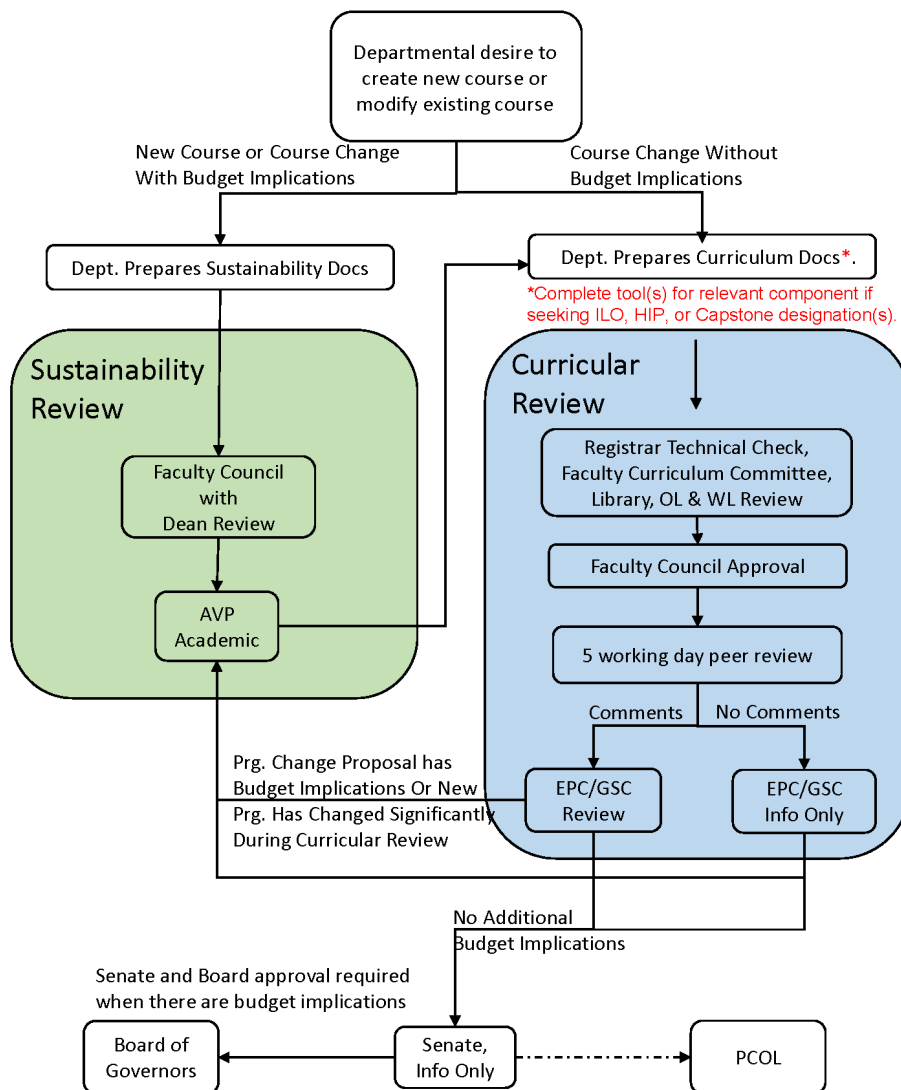 Departmental desire to
create new course or
modify existing course
New Course or Course Change
With Budget Implications
Course Change Without
Budget Implications
Dept. Prepares Sustainability Docs
Dept. Prepares Curriculum Docs*.
*Complete tool(s) for relevant component if
seeking ILO, HIP, or Capstone designation(s).
Sustainability
Review
Faculty Council
with
Dean Review
AVP
Academic
Curricular
Review
Registrar Technical Check,
Faculty Curriculum Committee,
Library, OL & WL Review
Faculty Council Approval
5 working day peer review
Comments
No Comments
Prg. Change Proposal has
Budget Implications Or New
Prg. Has Changed Significantly
During Curricular Review
EPC/GSC
Review
EPC/GSC
Info Only
No Additional
Budget Implications
Senate and Board approval required
when there are budget implications
Board of
Governors
Senate,
Info Only
PCOL